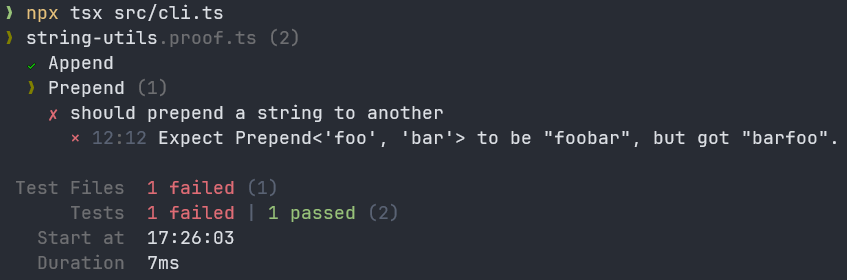 ❯ npx tsx src/cli.ts
❯ string-utils.proof.ts (2)
✓ Append
❯ Prepend (1)
✗ should prepend a string to another
× 12:12 Expect Prepend<'foo', 'bar'> to be "foobar", but got "barfoo".
Test Files 1 failed (1)
Tests 1 failed | 1 passed (2)
Start at 17:26:03
Duration 7ms